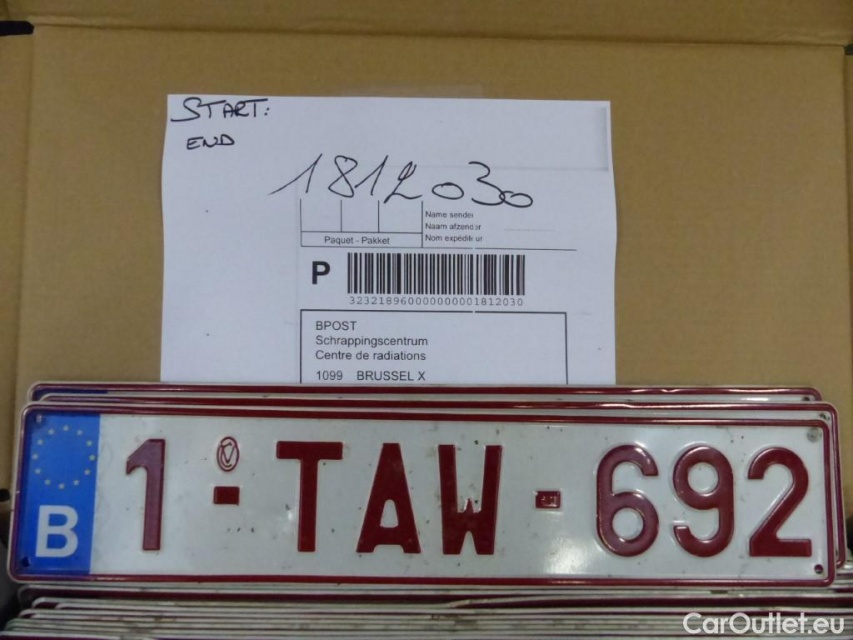 START:
END
1812030
Name sender
Naam afzender
Nom expéditeur
Paquet - Pakket
P
323218960000000001812030
BPOST
Schrappingscentrum
Centre de radiations
1099 BRUSSEL X
B 1-TAW-692
CarOutlet.eu